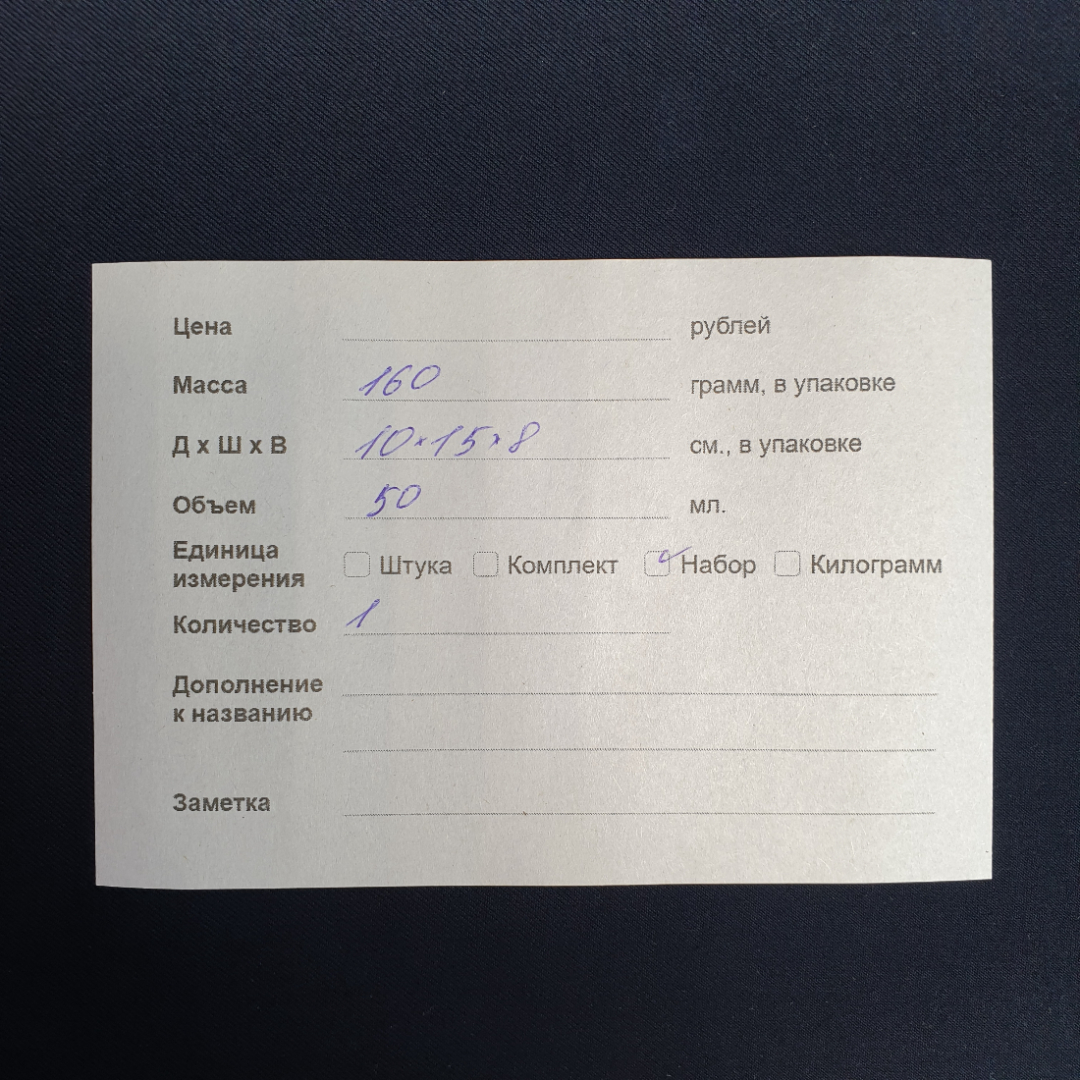 Цена рублей
Масса 160 грамм, в упаковке
Д х Ш х В 10×15×8 см., в упаковке
Объем 50 мл.
Единица
измерения Штука Комплект Набор Килограмм
Количество 1
Дополнение
к названию
Заметка